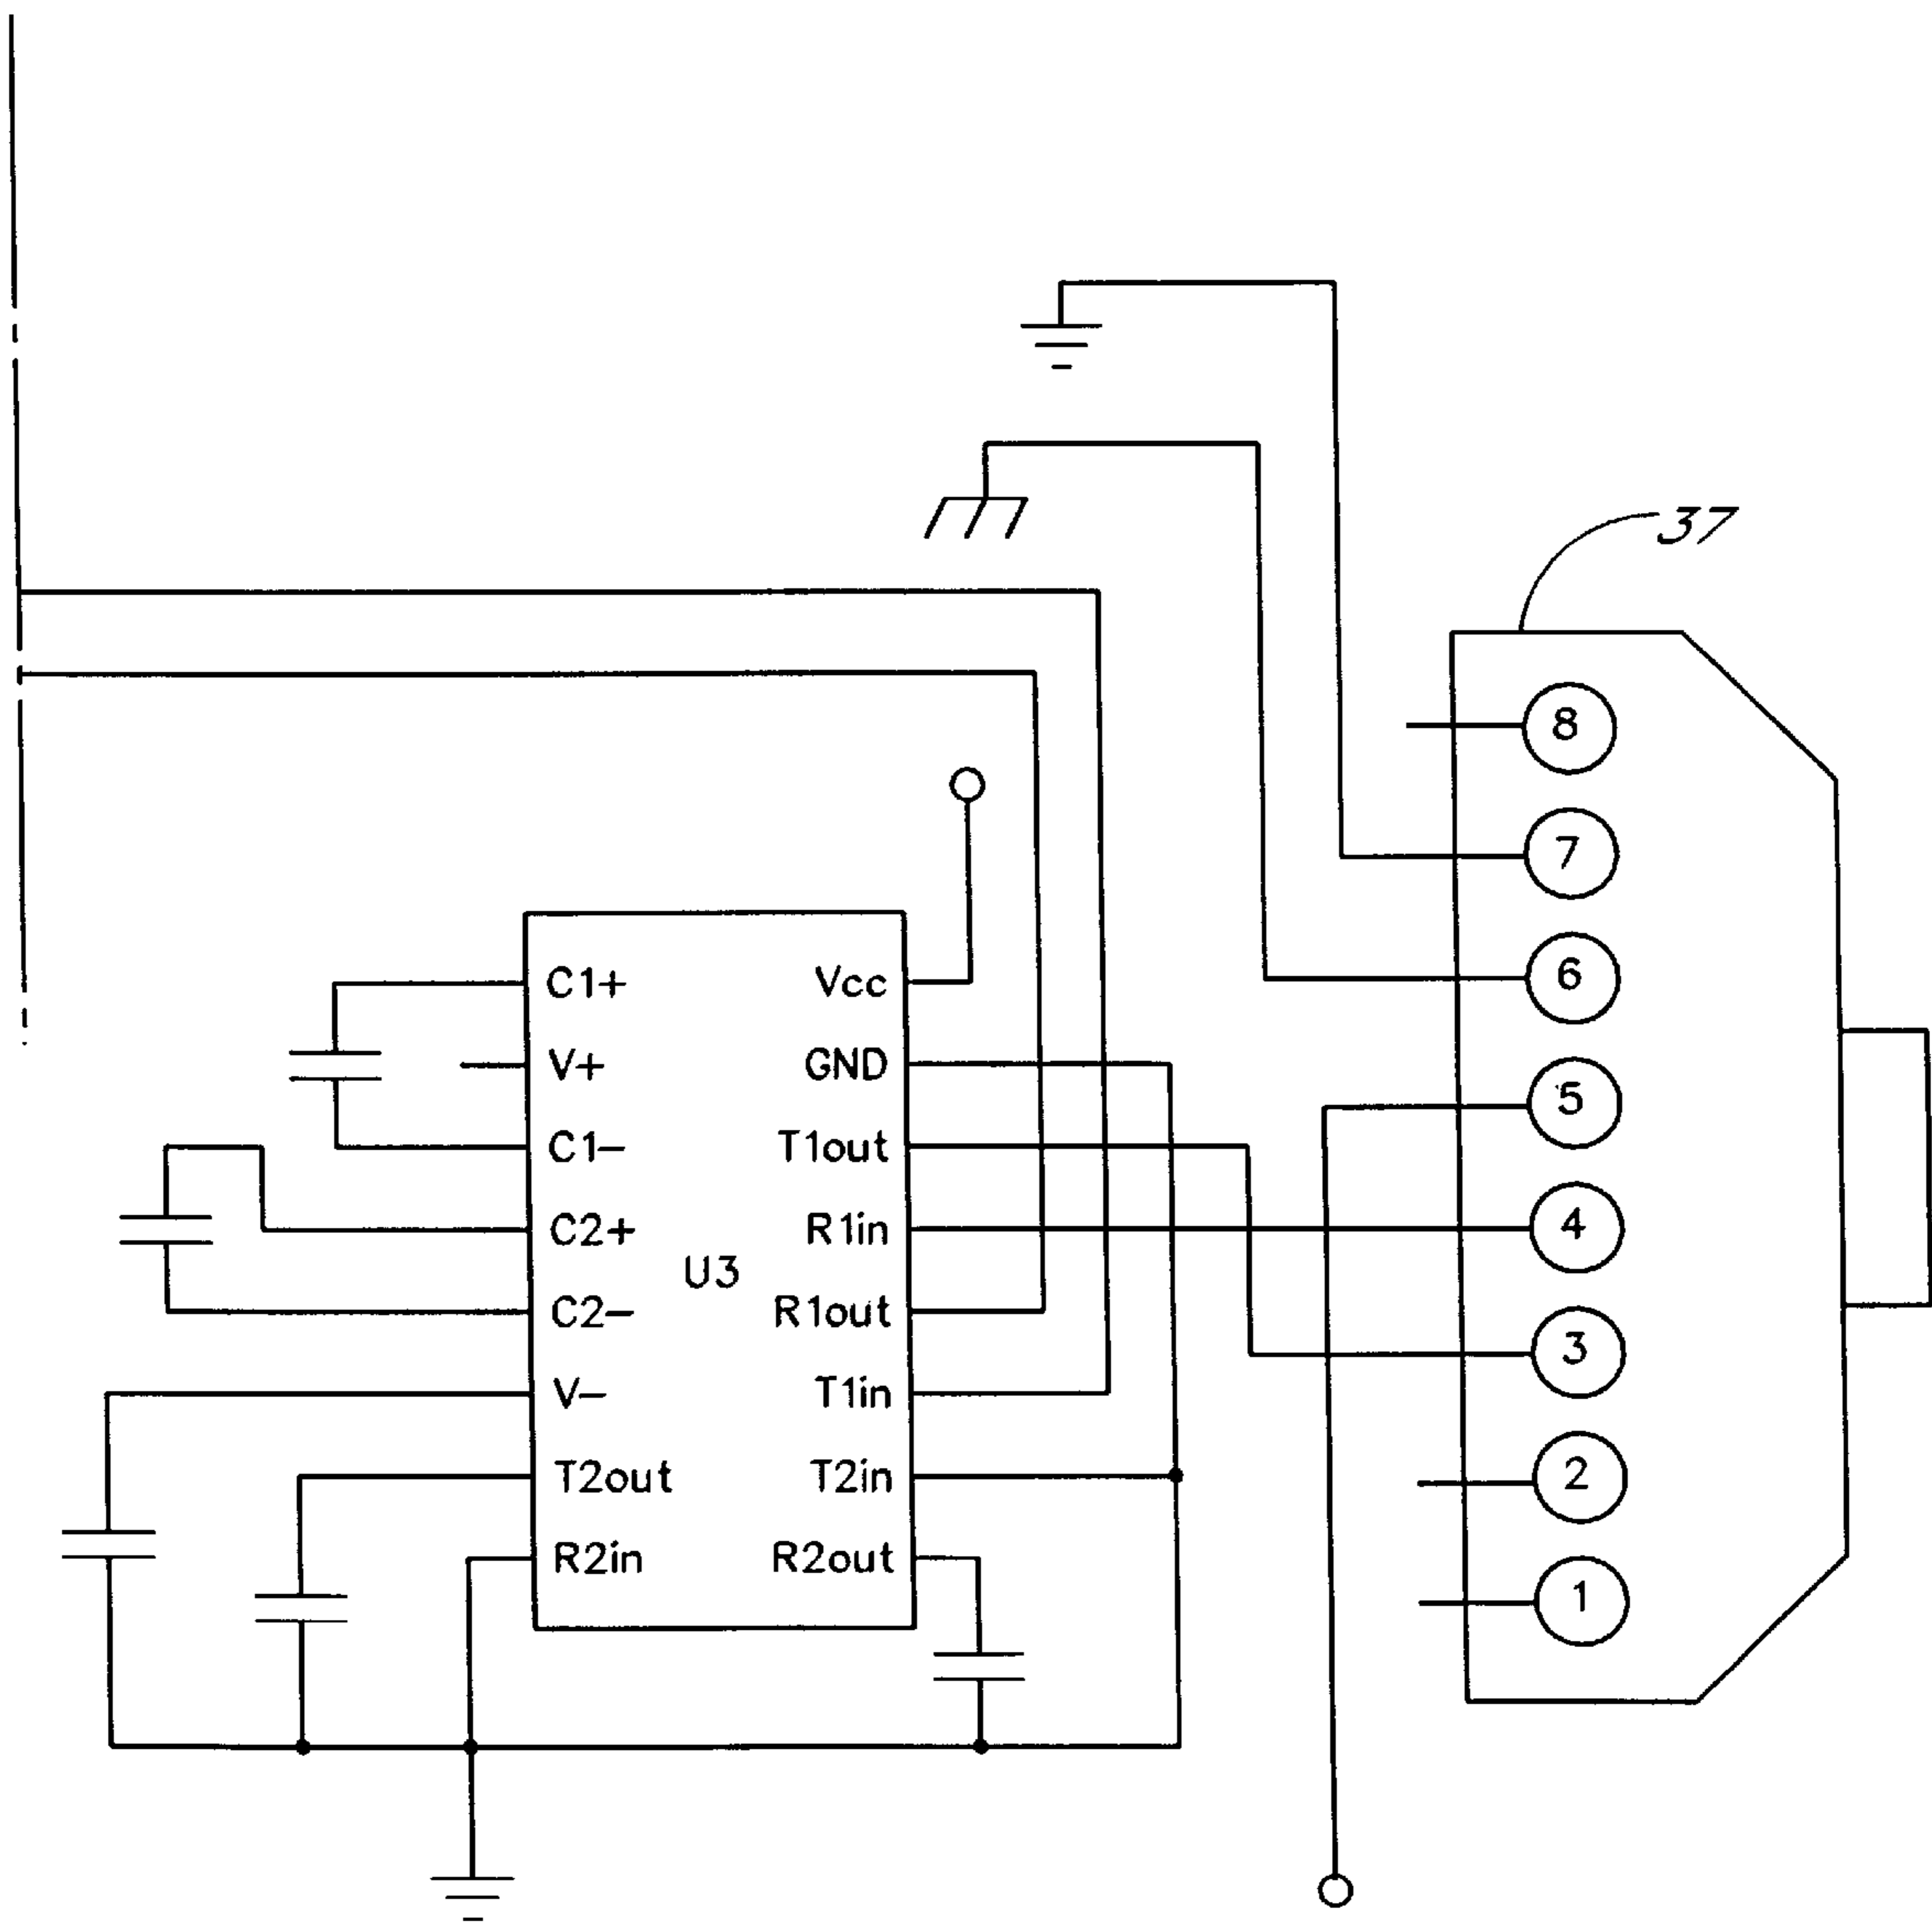 37
8
7
6
5
4
3
2
1
C1+ Vcc
V+ GND
C1- T1out
C2+ R1in
U3
C2- R1out
V- T1in
T2out T2in
R2in R2out